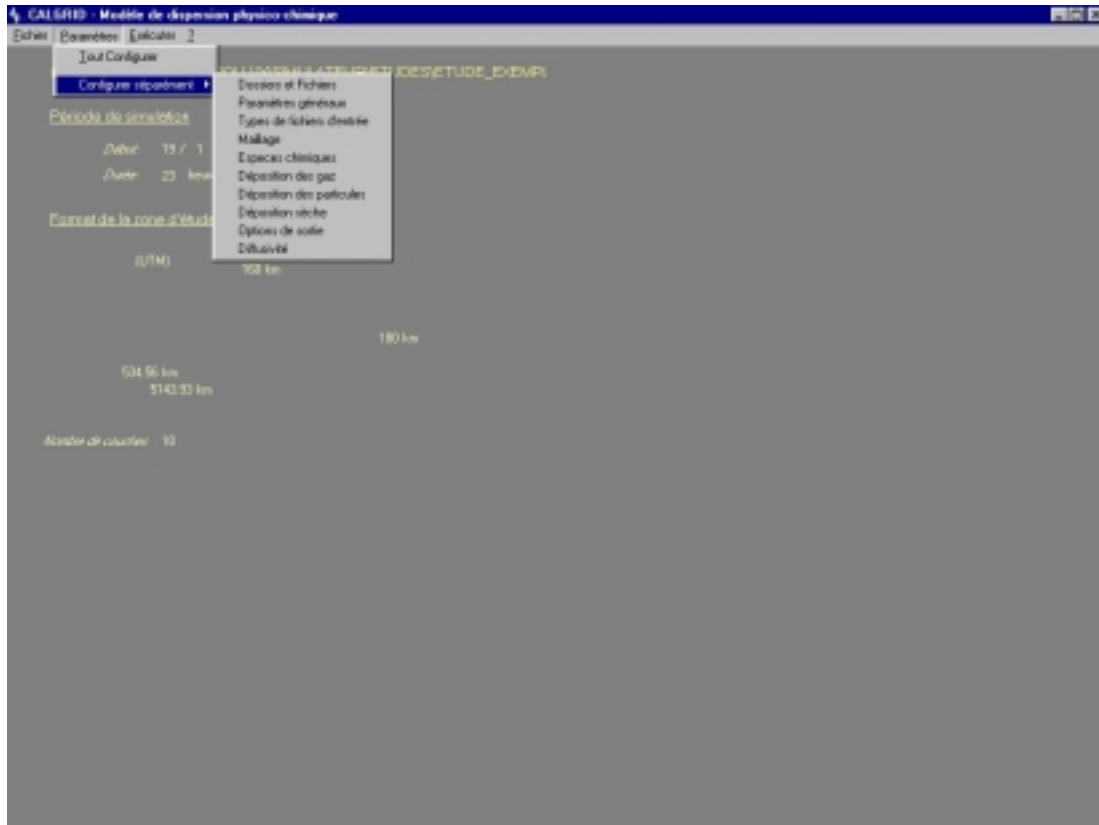 CALGRID - Modèle de dispersion physico-chimique
Fichier Paramètres Exécuter ?
Tout Configurer
Configurer séparément
Dossiers et Fichiers
Paramètres généraux
Types de fichiers d'entrée
Maillage
Especes chimiques
Déposition des gaz
Déposition des particules
Déposition sèche
Options de sortie
Diffusivité
Période de simulation
Début: 19 / 1
Durée: 23
Format de la zone d'étude
(UTM)
160 km
180 km
534.56 km
5143.93 km
Nombre de couches: 10